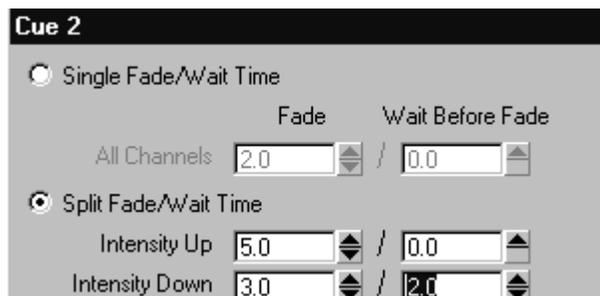 Cue 2
Single Fade/Wait Time
Fade Wait Before Fade
All Channels 2.0 / 0.0
Split Fade/Wait Time
Intensity Up 5.0 / 0.0
Intensity Down 3.0 / 2.0